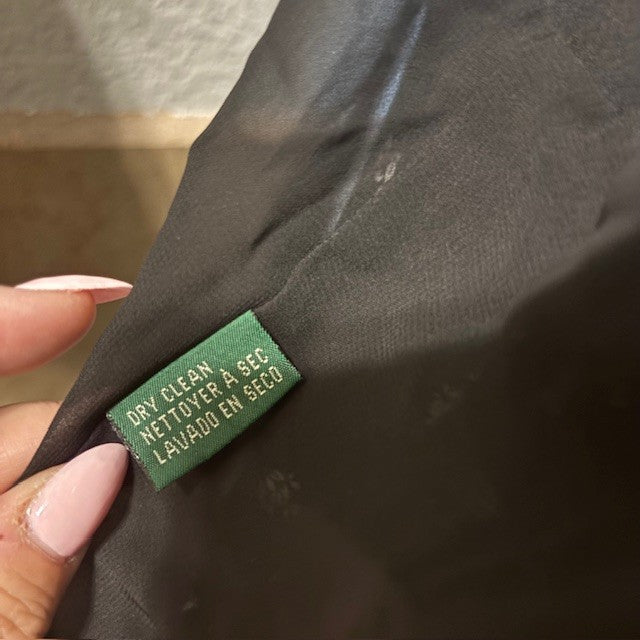 DRY CLEAN
NETTOYER À SEC
LAVADO EN SECO